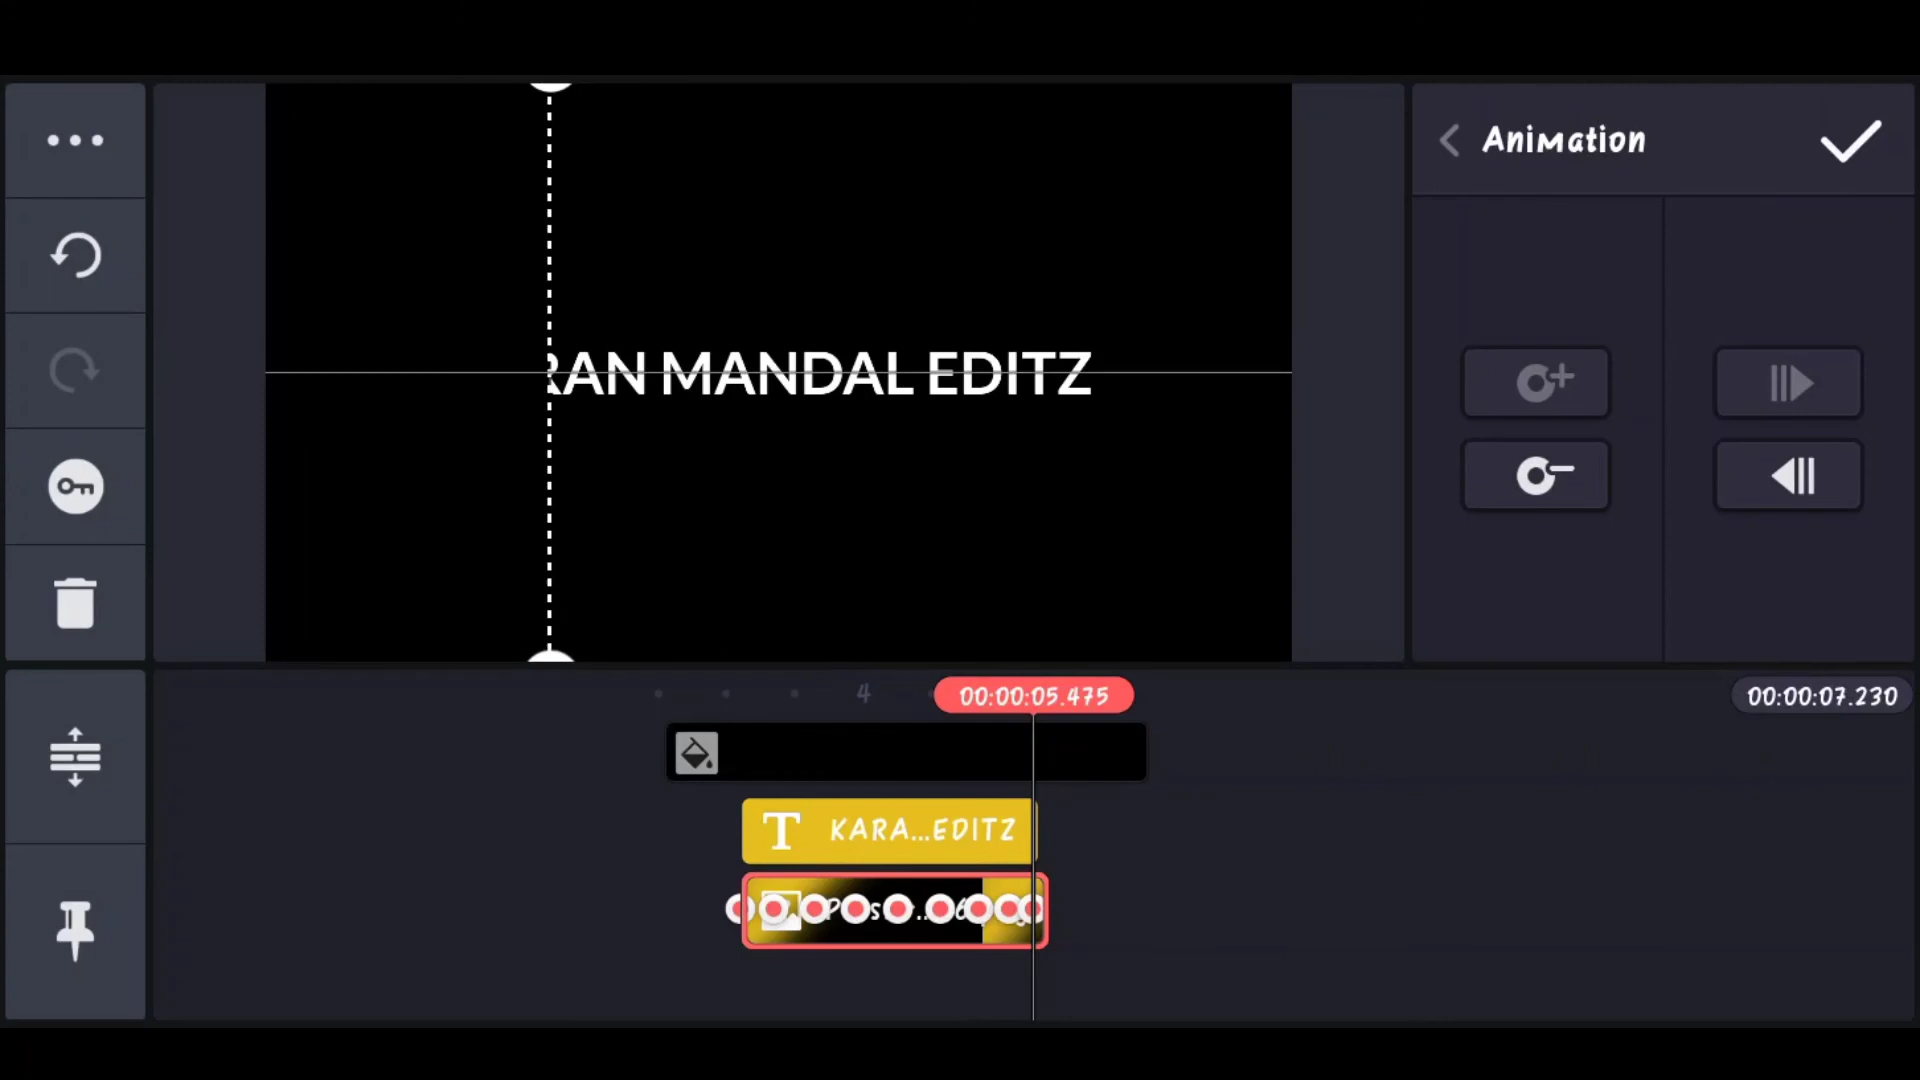 Animation
RAN MANDAL EDITZ
4
00:00:05.475
00:00:07.230
T KARA...EDITZ